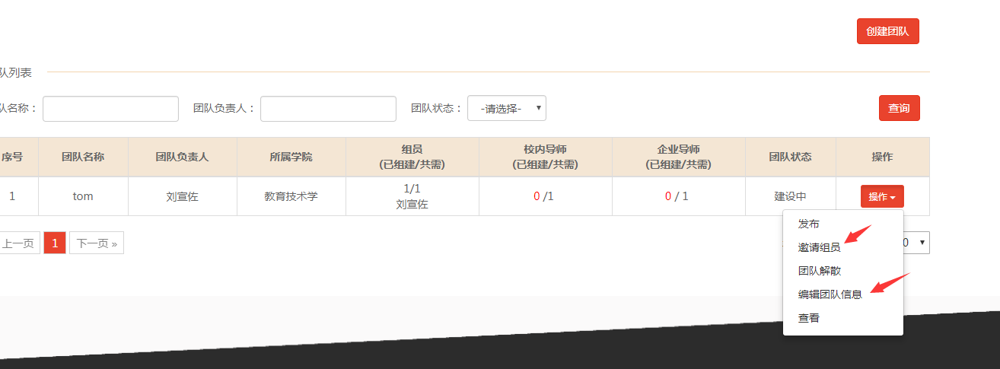 创建团队
队列表
队名称：
团队负责人：
团队状态：
-请选择-
查询
序号
团队名称
团队负责人
所属学院
组员
(已组建/共需)
校内导师
(已组建/共需)
企业导师
(已组建/共需)
团队状态
操作
1
tom
刘宣佐
教育技术学
1/1
刘宣佐
0 /1
0 / 1
建设中
操作
上一页
1
下一页 »
0
发布
邀请组员
团队解散
编辑团队信息
查看